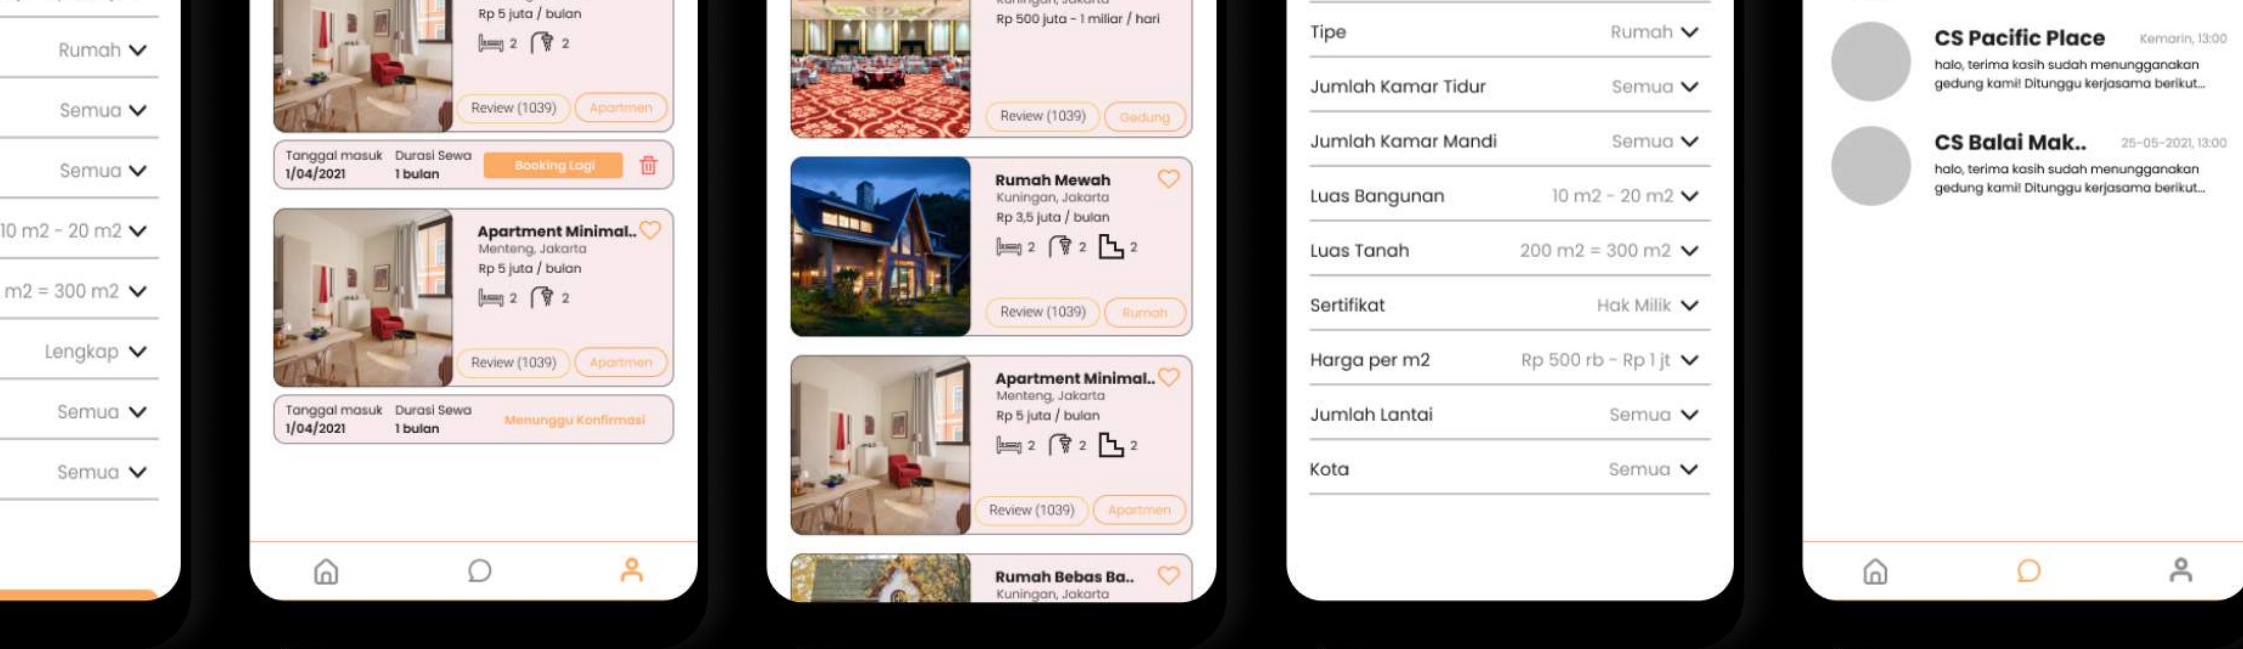 Rumah
Semua
Semua
10 m2 - 20 m2
m2 = 300 m2
Lengkap
Semua
Semua
Rp 5 juta / bulan
2 2
Review (1039) Apartmen
Tanggal masuk Durasi Sewa
1/04/2021 1 bulan
Booking Lagi
Apartment Minimal..
Menteng, Jakarta
Rp 5 juta / bulan
2 2
Review (1039) Apartmen
Tanggal masuk Durasi Sewa
1/04/2021 1 bulan
Menunggu Konfirmasi
Kuningan, Jakarta
Rp 500 juta - 1 miliar / hari
Review (1039) Gedung
Rumah Mewah
Kuningan, Jakarta
Rp 3,5 juta / bulan
2 2 2
Review (1039) Rumah
Apartment Minimal..
Menteng, Jakarta
Rp 5 juta / bulan
2 2 2
Review (1039) Apartmen
Rumah Bebas Ba..
Kuningan, Jakarta
Tipe Rumah
Jumlah Kamar Tidur Semua
Jumlah Kamar Mandi Semua
Luas Bangunan 10 m2 - 20 m2
Luas Tanah 200 m2 = 300 m2
Sertifikat Hak Milik
Harga per m2 Rp 500 rb - Rp 1 jt
Jumlah Lantai Semua
Kota Semua
CS Pacific Place Kemarin, 13:00
halo, terima kasih sudah menungganakan
gedung kami! Ditunggu kerjasama berikut...
CS Balai Mak.. 25-05-2021, 13:00
halo, terima kasih sudah menungganakan
gedung kami! Ditunggu kerjasama berikut...